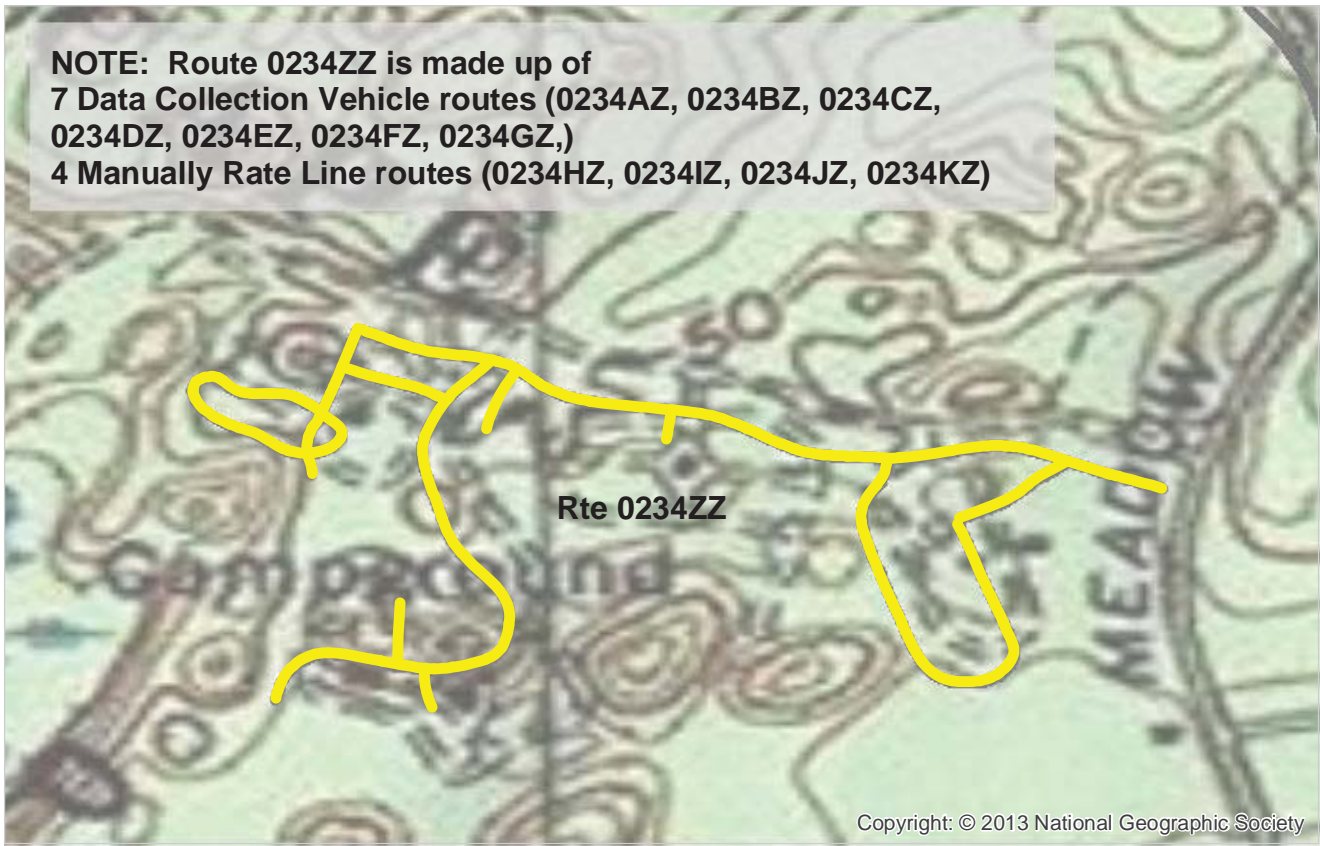 NOTE: Route 0234ZZ is made up of
7 Data Collection Vehicle routes (0234AZ, 0234BZ, 0234CZ,
0234DZ, 0234EZ, 0234FZ, 0234GZ,)
4 Manually Rate Line routes (0234HZ, 0234IZ, 0234JZ, 0234KZ)
50
MEADOW
Rte 0234ZZ
Campground
Copyright: © 2013 National Geographic Society